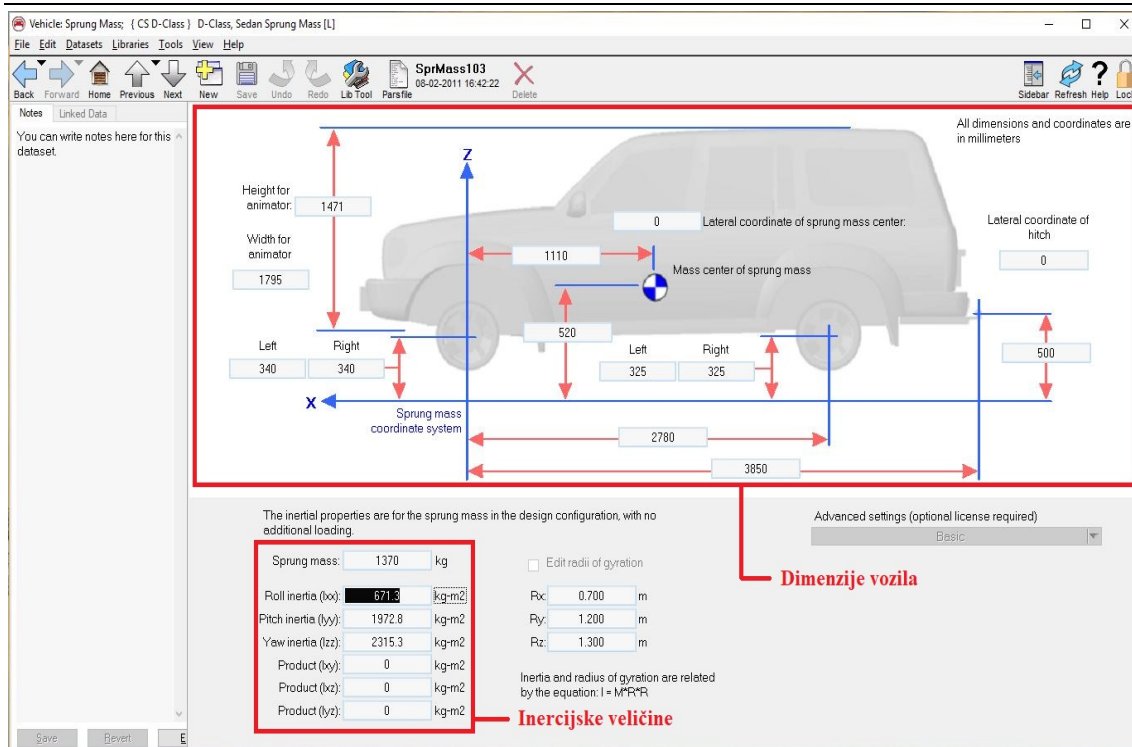 Vehicle: Sprung Mass; { CS D-Class } D-Class, Sedan Sprung Mass [L]
File Edit Datasets Libraries Tools View Help
Back Forward Home Previous Next New Save Undo Redo Lib Tool Parsfile
SprMass103
08-02-2011 16:42:22
Delete
Sidebar Refresh Help Lock
Notes Linked Data
You can write notes here for this
dataset.
All dimensions and coordinates are
in millimeters
Z
Height for
animator:
1471
Width for
animator
1795
0 Lateral coordinate of sprung mass center:
Lateral coordinate of
hitch
0
1110
Mass center of sprung mass
520
Left Right
340 340
Left Right
325 325
500
X
Sprung mass
coordinate system
2780
3850
The inertial properties are for the sprung mass in the design configuration, with no
additional loading.
Advanced settings (optional license required)
Basic
Sprung mass: 1370 kg
Edit radii of gyration
Dimenzije vozila
Roll inertia (Ixx): 671.3 kg-m2
Rx: 0.700 m
Pitch inertia (Iyy): 1972.8 kg-m2
Ry: 1.200 m
Yaw inertia (Izz): 2315.3 kg-m2
Rz: 1.300 m
Product (Ixy): 0 kg-m2
Product (Ixz): 0 kg-m2
Product (Iyz): 0 kg-m2
Inertia and radius of gyration are related
by the equation: I = M*R*R
Inercijske veličine
Save Revert E